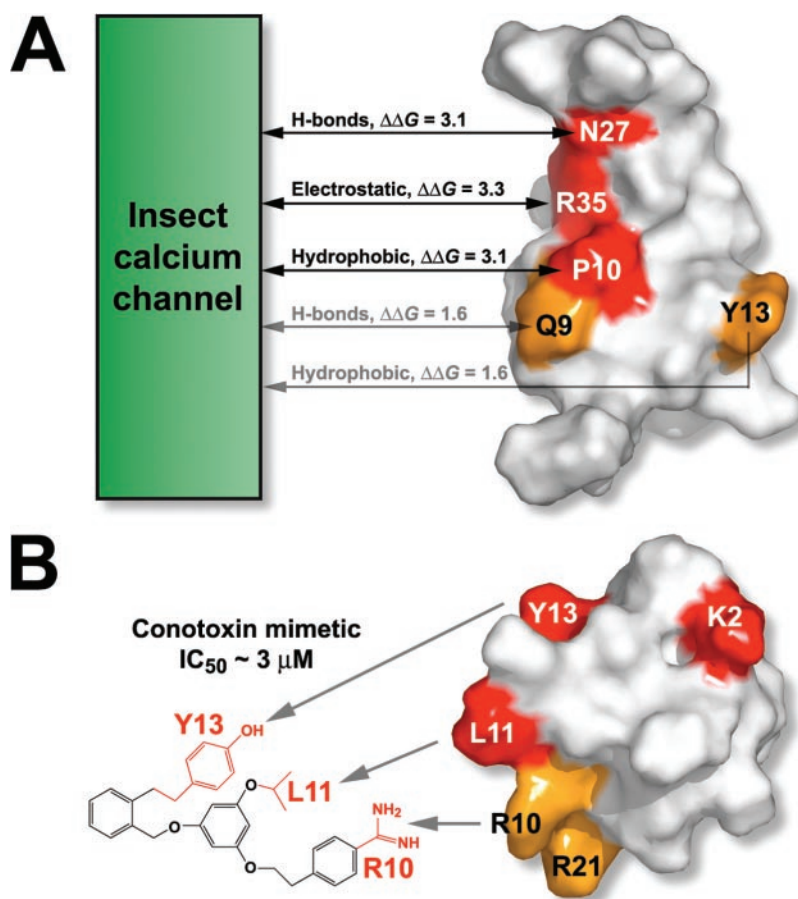 A
Insect
calcium
channel
H-bonds, ΔΔG = 3.1
Electrostatic, ΔΔG = 3.3
Hydrophobic, ΔΔG = 3.1
H-bonds, ΔΔG = 1.6
Hydrophobic, ΔΔG = 1.6
N27
R35
P10
Q9
Y13
B
Conotoxin mimetic
IC50 ~ 3 μM
Y13
OH
O
L11
O
O
NH2
NH
R10
Y13
K2
L11
R10
R21